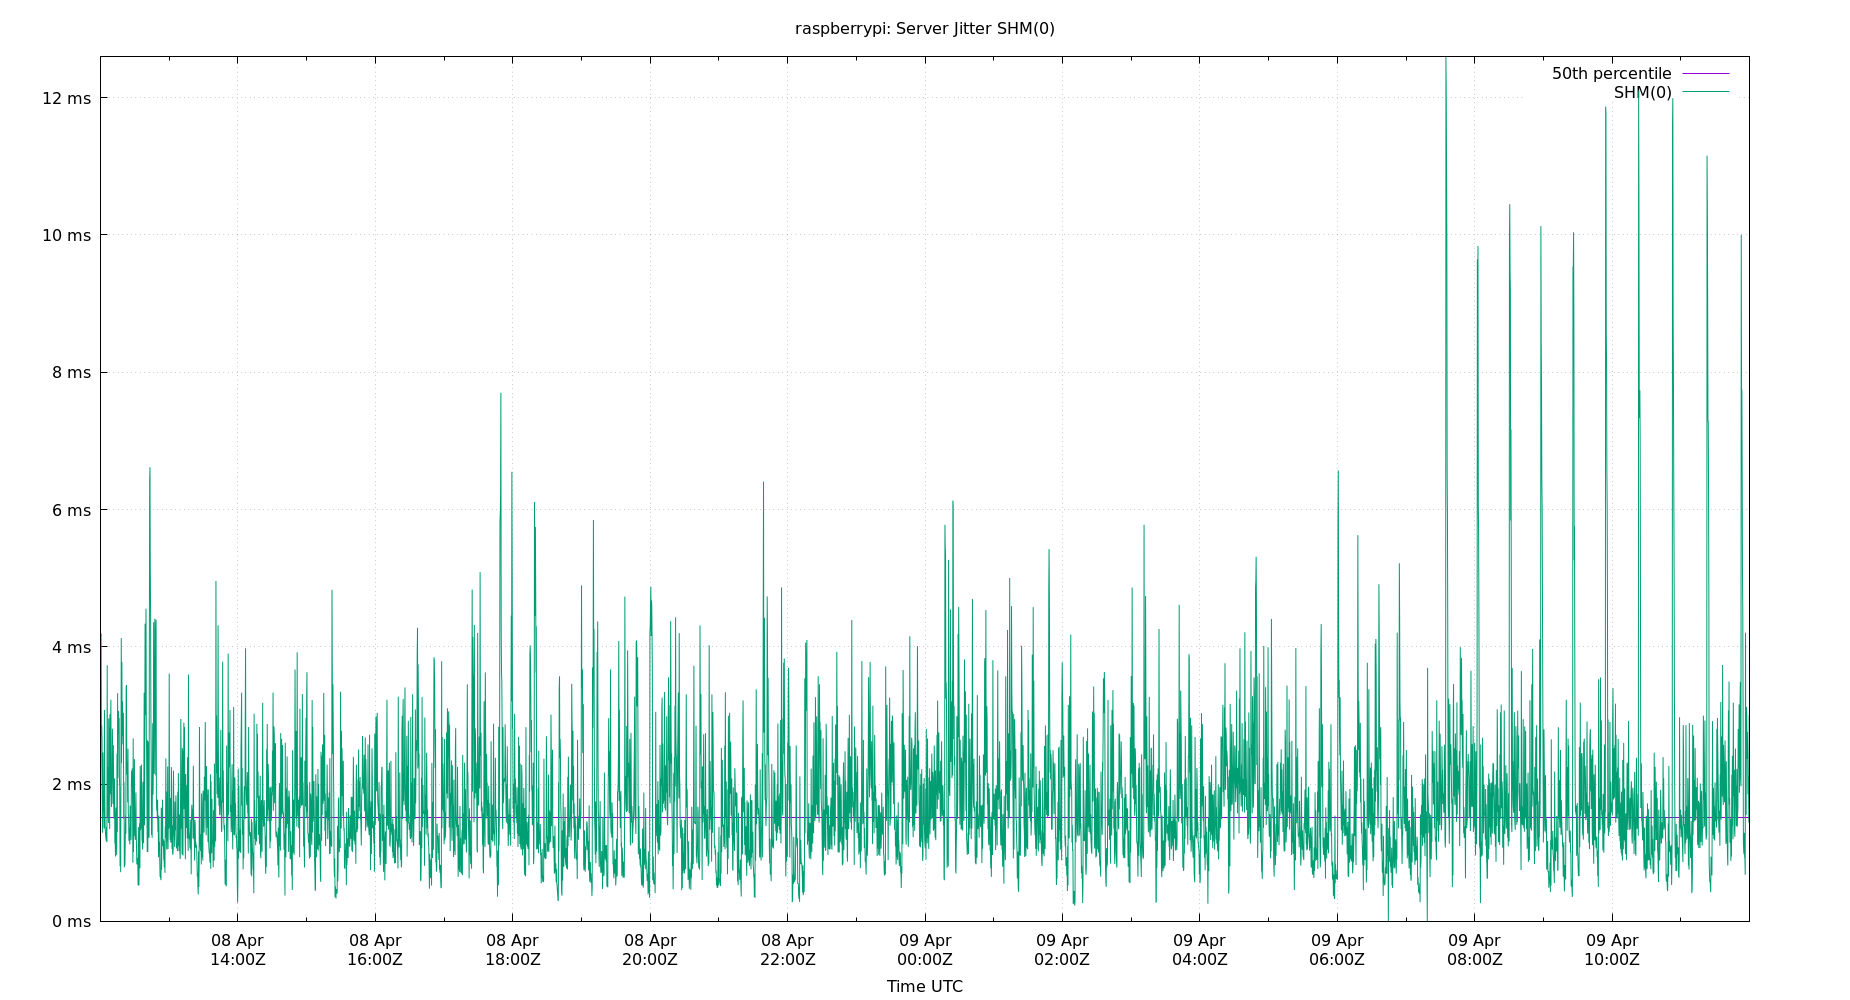 raspberrypi: Server Jitter SHM(0)
50th percentile
SHM(0)
12 ms
10 ms
8 ms
6 ms
4 ms
2 ms
0 ms
08 Apr 08 Apr 08 Apr 08 Apr 08 Apr 09 Apr 09 Apr 09 Apr 09 Apr 09 Apr 09 Apr
14:00Z 16:00Z 18:00Z 20:00Z 22:00Z 00:00Z 02:00Z 04:00Z 06:00Z 08:00Z 10:00Z
Time UTC